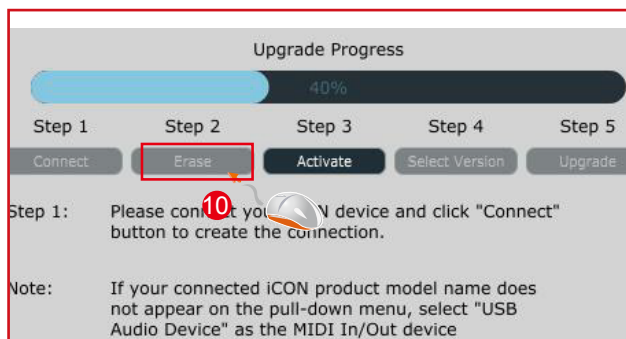 Upgrade Progress
40%
Step 1 Step 2 Step 3 Step 4 Step 5
Connect Erase Activate Select Version Upgrade
10
Step 1: Please connect your iCON device and click "Connect"
button to create the connection.
Note: If your connected iCON product model name does
not appear on the pull-down menu, select "USB
Audio Device" as the MIDI In/Out device